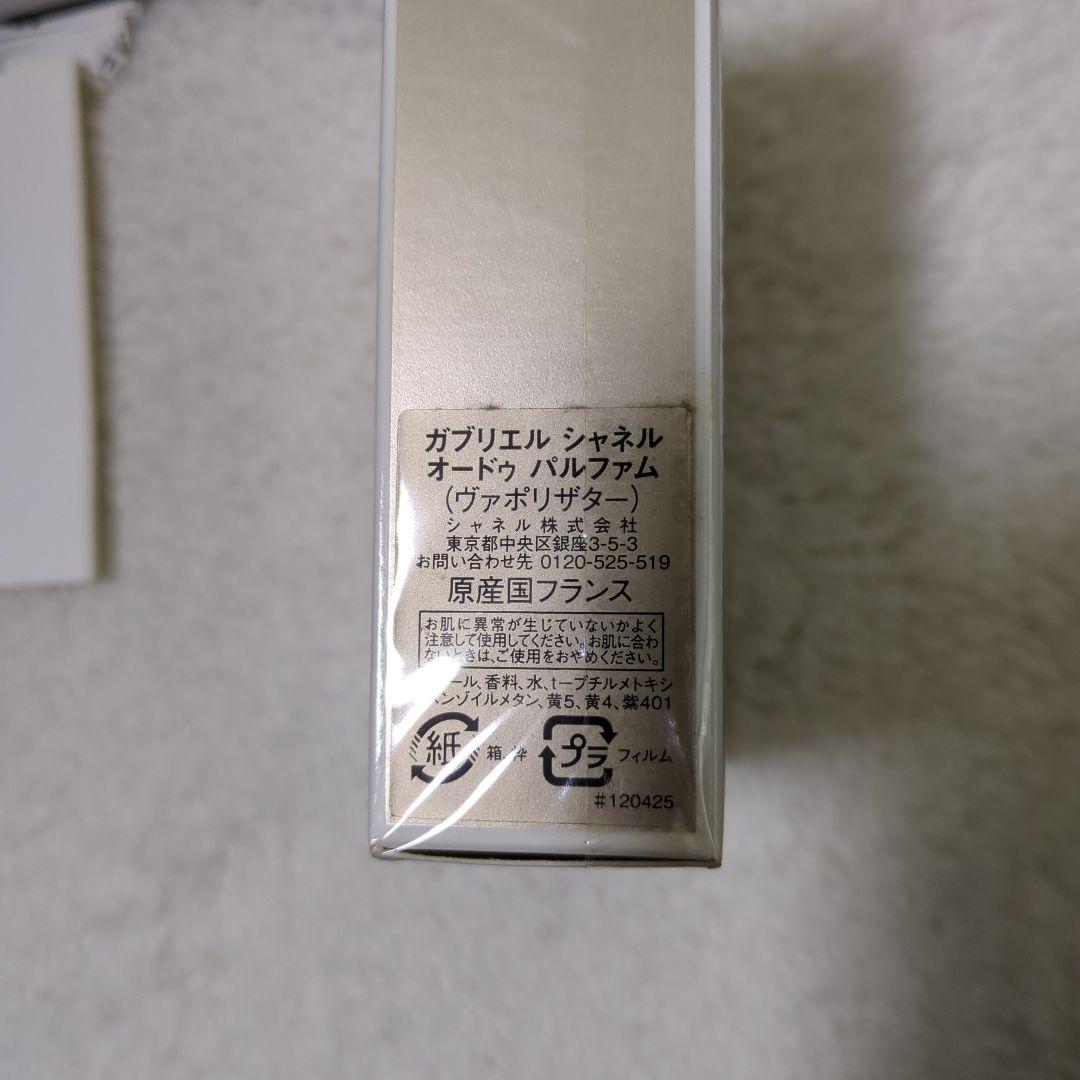 ガブリエル シャネル
オードゥ パルファム
(ヴァポリザター)
シャネル株式会社
東京都中央区銀座3-5-3
お問い合わせ先 0120-525-519
原産国フランス
お肌に異常が生じていないかよく
注意して使用してください。お肌に合わ
ないときは、ご使用をおやめください。
ール、香料、水、t-ブチルメトキシ
ンゾイルメタン、黄5、黄4、紫401
紙 箱、枠 プラ フィルム
#120425